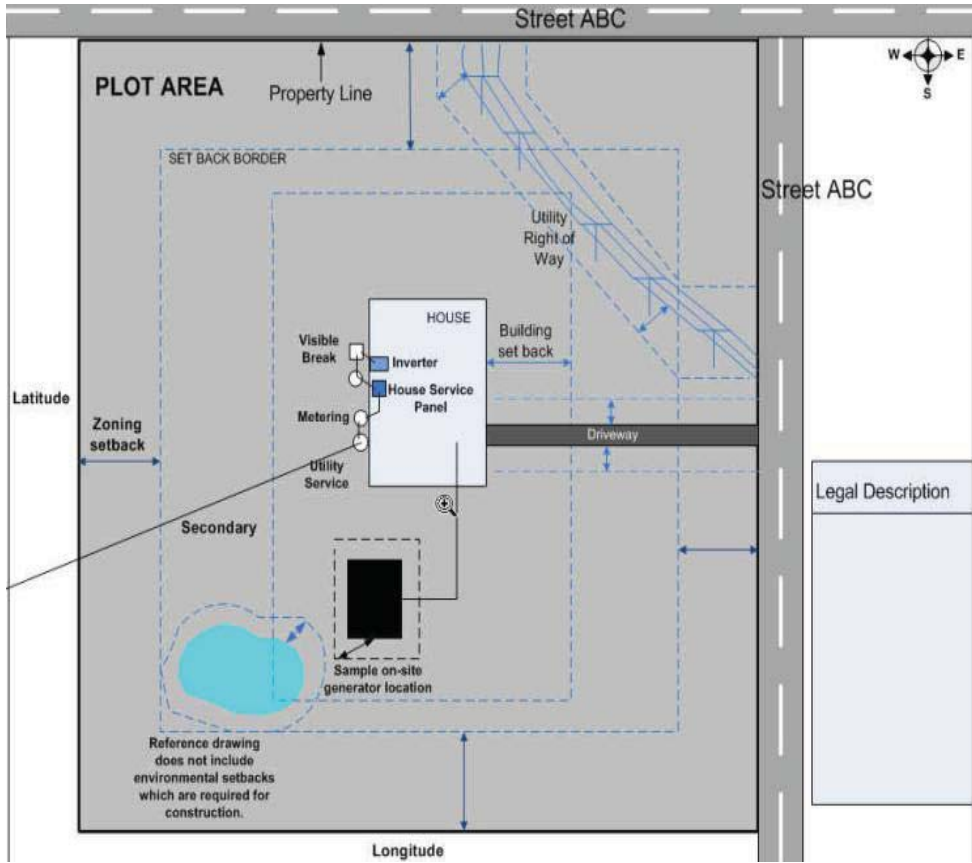 Street ABC
W E
S
PLOT AREA
Property Line
SET BACK BORDER
Street ABC
Utility
Right of
Way
HOUSE
Visible
Break
Inverter
Building
set back
House Service
Panel
Latitude
Metering
Zoning
setback
Driveway
Utility
Service
Legal Description
Secondary
Sample on-site
generator location
Reference drawing
does not include
environmental setbacks
which are required for
construction.
Longitude